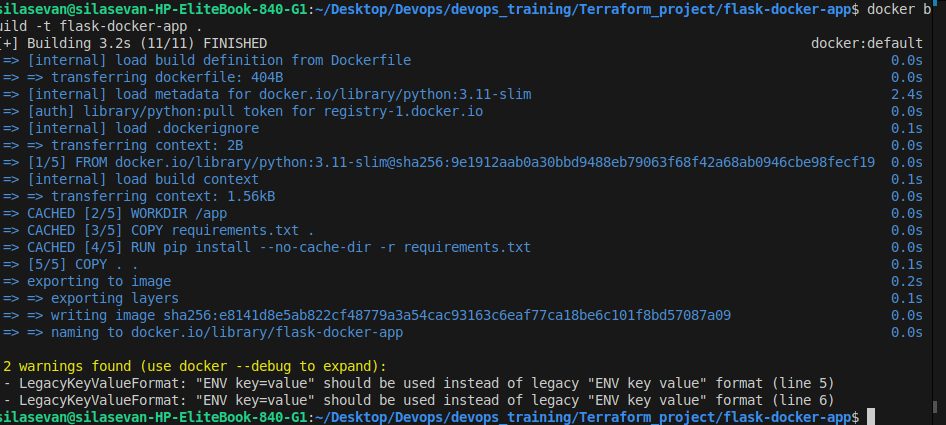 silasevan@silasevan-HP-EliteBook-840-G1:~/Desktop/Devops/devops_training/Terraform_project/flask-docker-app$ docker b
uild -t flask-docker-app .
[+] Building 3.2s (11/11) FINISHED docker:default
=> [internal] load build definition from Dockerfile 0.0s
=> => transferring dockerfile: 404B 0.0s
=> [internal] load metadata for docker.io/library/python:3.11-slim 2.4s
=> [auth] library/python:pull token for registry-1.docker.io 0.0s
=> [internal] load .dockerignore 0.1s
=> => transferring context: 2B 0.0s
=> [1/5] FROM docker.io/library/python:3.11-slim@sha256:9e1912aab0a30bbd9488eb79063f68f42a68ab0946cbe98fecf19 0.0s
=> [internal] load build context 0.1s
=> => transferring context: 1.56kB 0.0s
=> CACHED [2/5] WORKDIR /app 0.0s
=> CACHED [3/5] COPY requirements.txt . 0.0s
=> CACHED [4/5] RUN pip install --no-cache-dir -r requirements.txt 0.0s
=> [5/5] COPY . . 0.1s
=> exporting to image 0.2s
=> => exporting layers 0.1s
=> => writing image sha256:e8141d8e5ab822cf48779a3a54cac93163c6eaf77ca18be6c101f8bd57087a09 0.0s
=> => naming to docker.io/library/flask-docker-app 0.0s
2 warnings found (use docker --debug to expand):
- LegacyKeyValueFormat: "ENV key=value" should be used instead of legacy "ENV key value" format (line 5)
- LegacyKeyValueFormat: "ENV key=value" should be used instead of legacy "ENV key value" format (line 6)
silasevan@silasevan-HP-EliteBook-840-G1:~/Desktop/Devops/devops_training/Terraform_project/flask-docker-app$